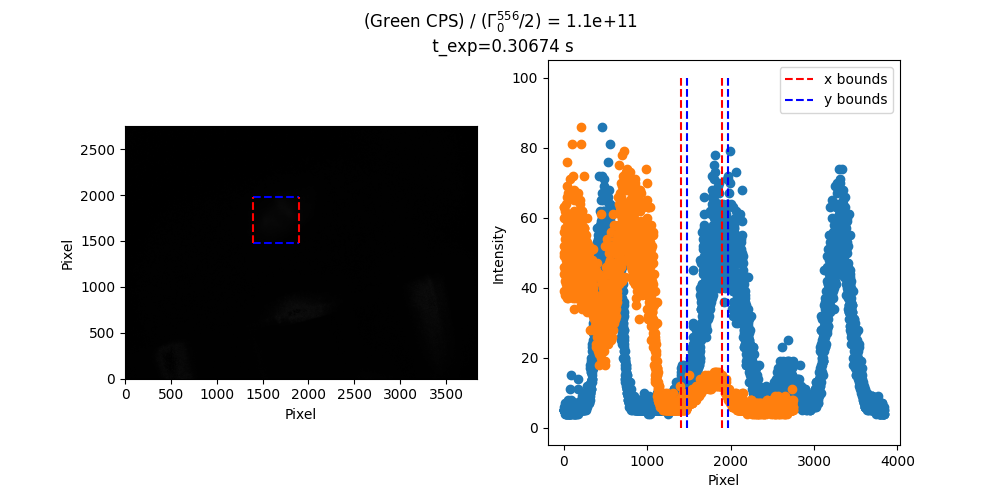 (Green CPS) / (Γ₀⁵⁵⁶/2) = 1.1e+11
t_exp=0.30674 s
Pixel
2500
2000
1500
1000
500
0
0 500 1000 1500 2000 2500 3000 3500
Pixel
Intensity
100
80
60
40
20
0
0 1000 2000 3000 4000
Pixel
x bounds
y bounds